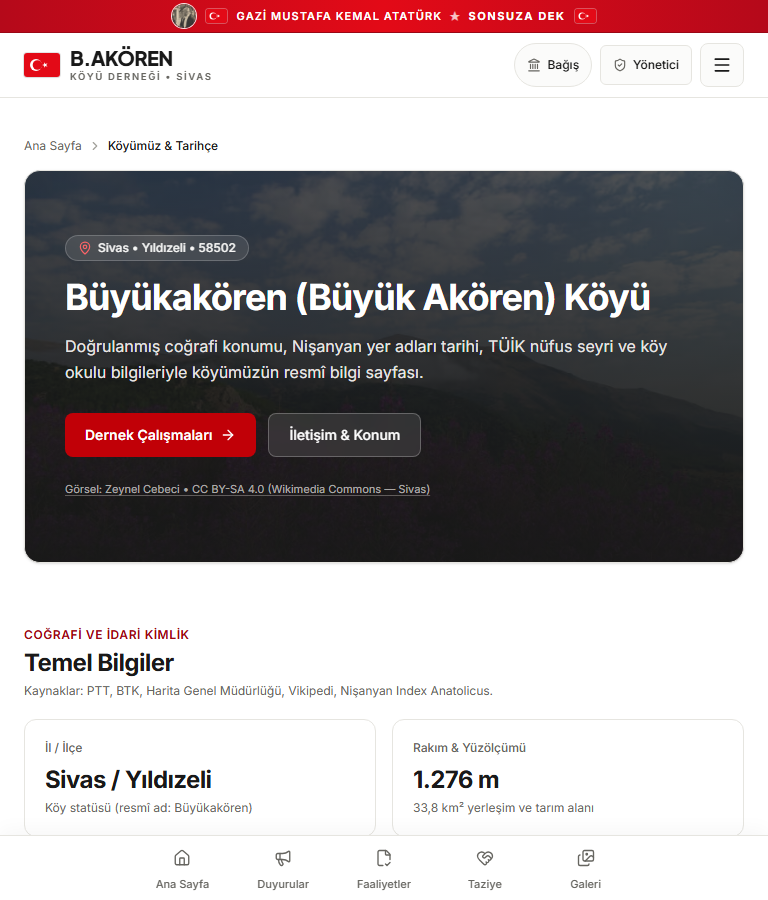 GAZİ MUSTAFA KEMAL ATATÜRK ★ SONSUZA DEK
B.AKÖREN
KÖYÜ DERNEĞİ • SİVAS
Bağış
Yönetici
Ana Sayfa > Köyümüz & Tarihçe
Sivas • Yıldızeli • 58502
Büyükakören (Büyük Akören) Köyü
Doğrulanmış coğrafi konumu, Nişanyan yer adları tarihi, TÜİK nüfus seyri ve köy
okulu bilgileriyle köyümüzün resmî bilgi sayfası.
Dernek Çalışmaları →
İletişim & Konum
Görsel: Zeynel Cebeci • CC BY-SA 4.0 (Wikimedia Commons — Sivas)
COĞRAFİ VE İDARİ KİMLİK
Temel Bilgiler
Kaynaklar: PTT, BTK, Harita Genel Müdürlüğü, Vikipedi, Nişanyan Index Anatolicus.
İl / İlçe
Sivas / Yıldızeli
Köy statüsü (resmî ad: Büyükakören)
Rakım & Yüzölçümü
1.276 m
33,8 km² yerleşim ve tarım alanı
Ana Sayfa
Duyurular
Faaliyetler
Taziye
Galeri